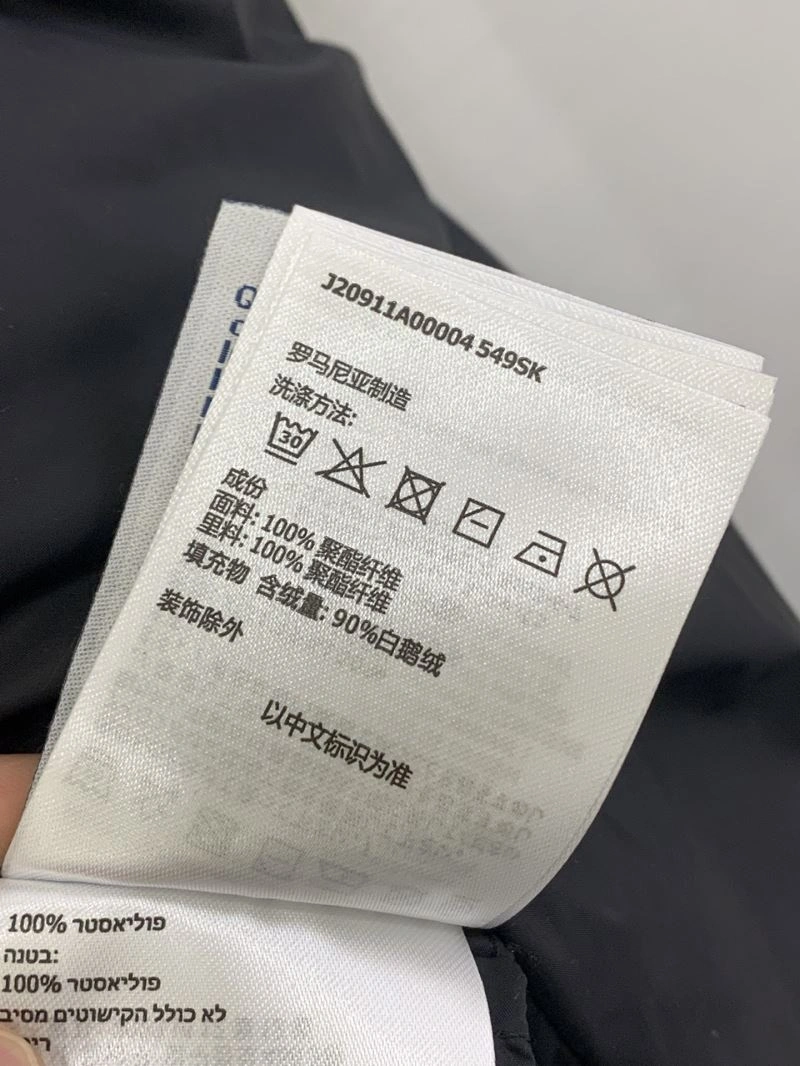 J20911A00004 549SK
罗马尼亚制造
洗涤方法:
30
成份
面料: 100% 聚酯纤维
里料: 100% 聚酯纤维
填充物 含绒量: 90%白鹅绒
装饰除外
以中文标识为准
100% פוליאסטר
בטנה:
100% פוליאסטר
לא כולל הקישוטים מסיב